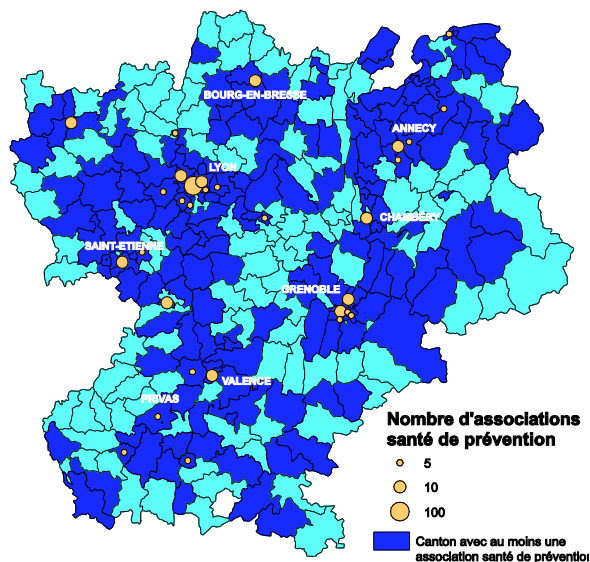 BOURG-EN-BRESSE
ANNECY
LYON
CHAMBÉRY
SAINT-ETIENNE
GRENOBLE
VALENCE
PRIVAS
Nombre d'associations
santé de prévention
5
10
100
Canton avec au moins une
association santé de prévention